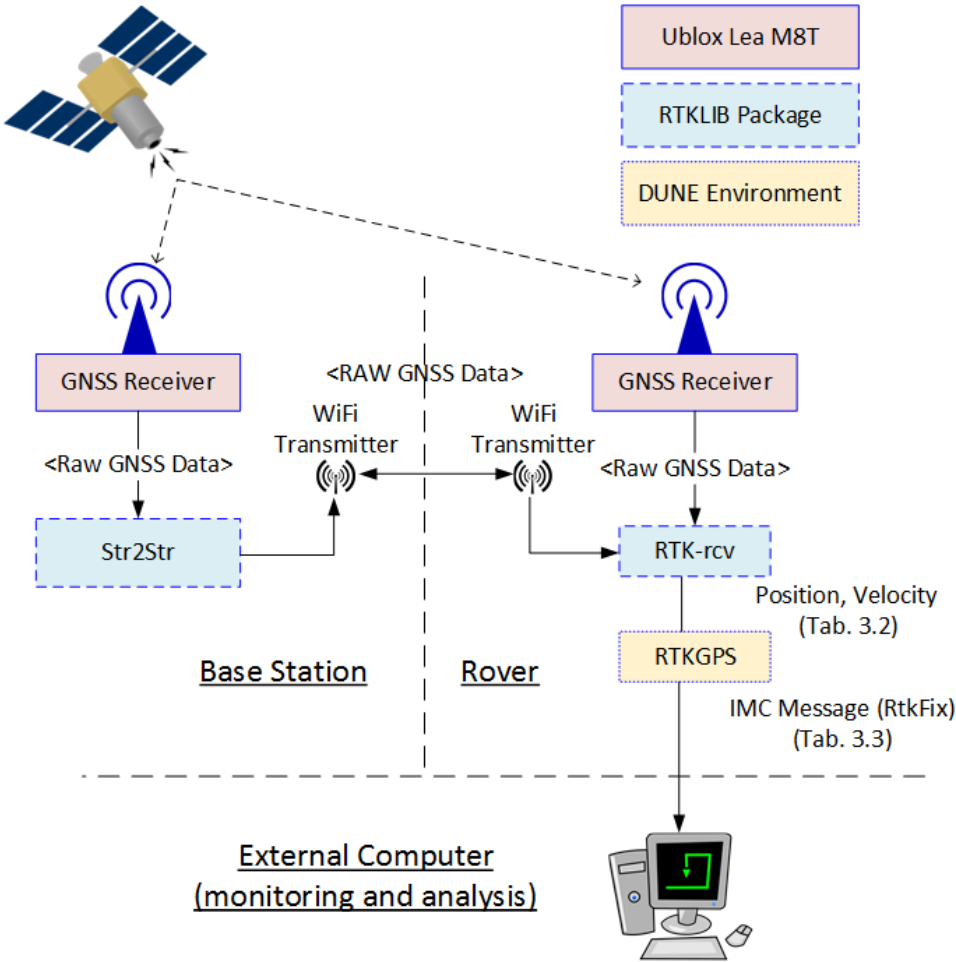 Ublox Lea M8T
RTKLIB Package
DUNE Environment
GNSS Receiver
<RAW GNSS Data>
GNSS Receiver
WiFi
Transmitter
WiFi
Transmitter
<Raw GNSS Data>
<Raw GNSS Data>
Str2Str
RTK-rcv
Position, Velocity
(Tab. 3.2)
Base Station
Rover
RTKGPS
IMC Message (RtkFix)
(Tab. 3.3)
External Computer
(monitoring and analysis)